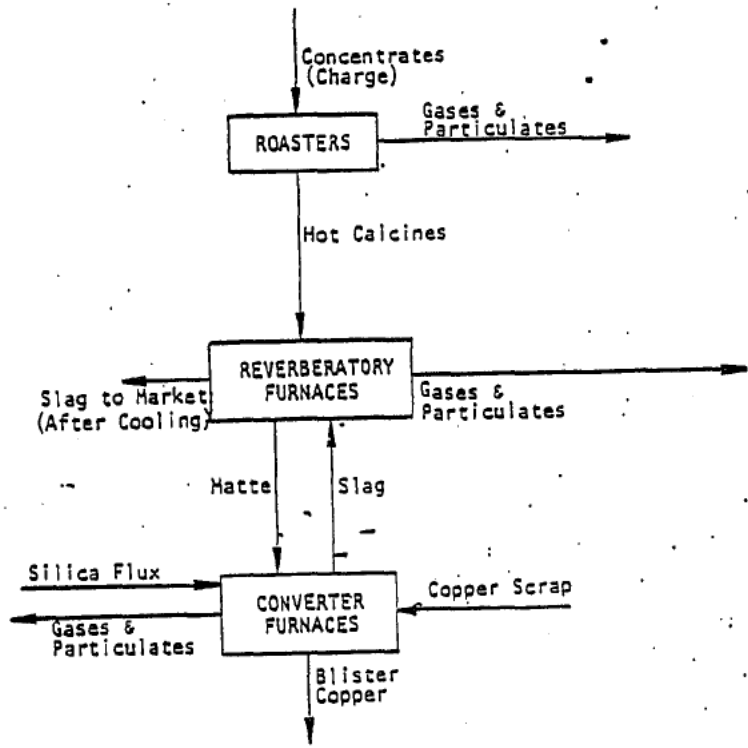 Concentrates
(Charge)
Gases &
Particulates
ROASTERS
Hot Calcines
REVERBERATORY
FURNACES
Slag to Market
(After Cooling)
Gases &
Particulates
Matte
Slag
Silica Flux
Copper Scrap
CONVERTER
FURNACES
Gases &
Particulates
Blister
Copper